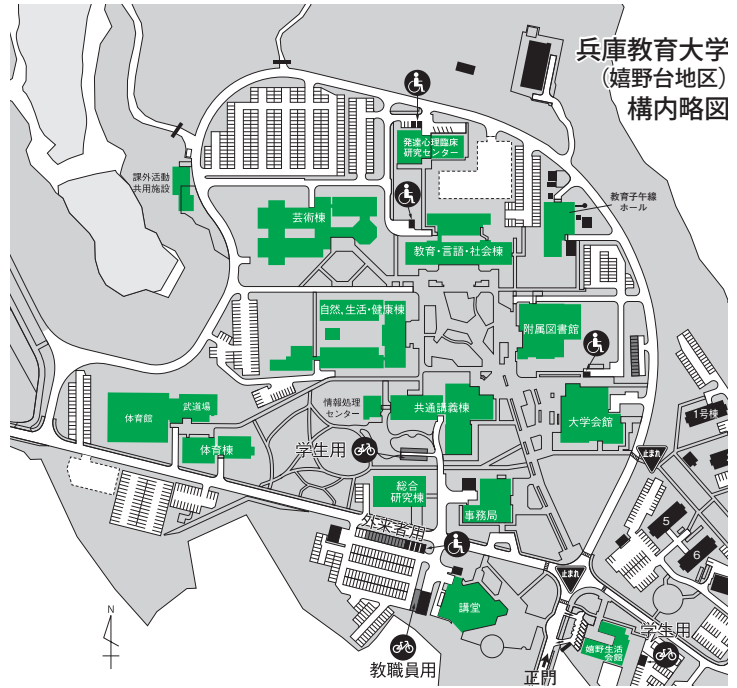 兵庫教育大学
(嬉野台地区)
構内略図
発達心理臨床
研究センター
課外活動
共用施設
教育子午線
ホール
芸術棟
教育・言語・社会棟
自然、生活・健康棟
附属図書館
情報処理
センター
共通講義棟
武道場
体育館
大学会館
1号棟
体育棟
学生用
止まれ
総合
研究棟
事務局
外来者用
5
6
止まれ
講堂
N
学生用
嬉野生活
会館
教職員用
正門